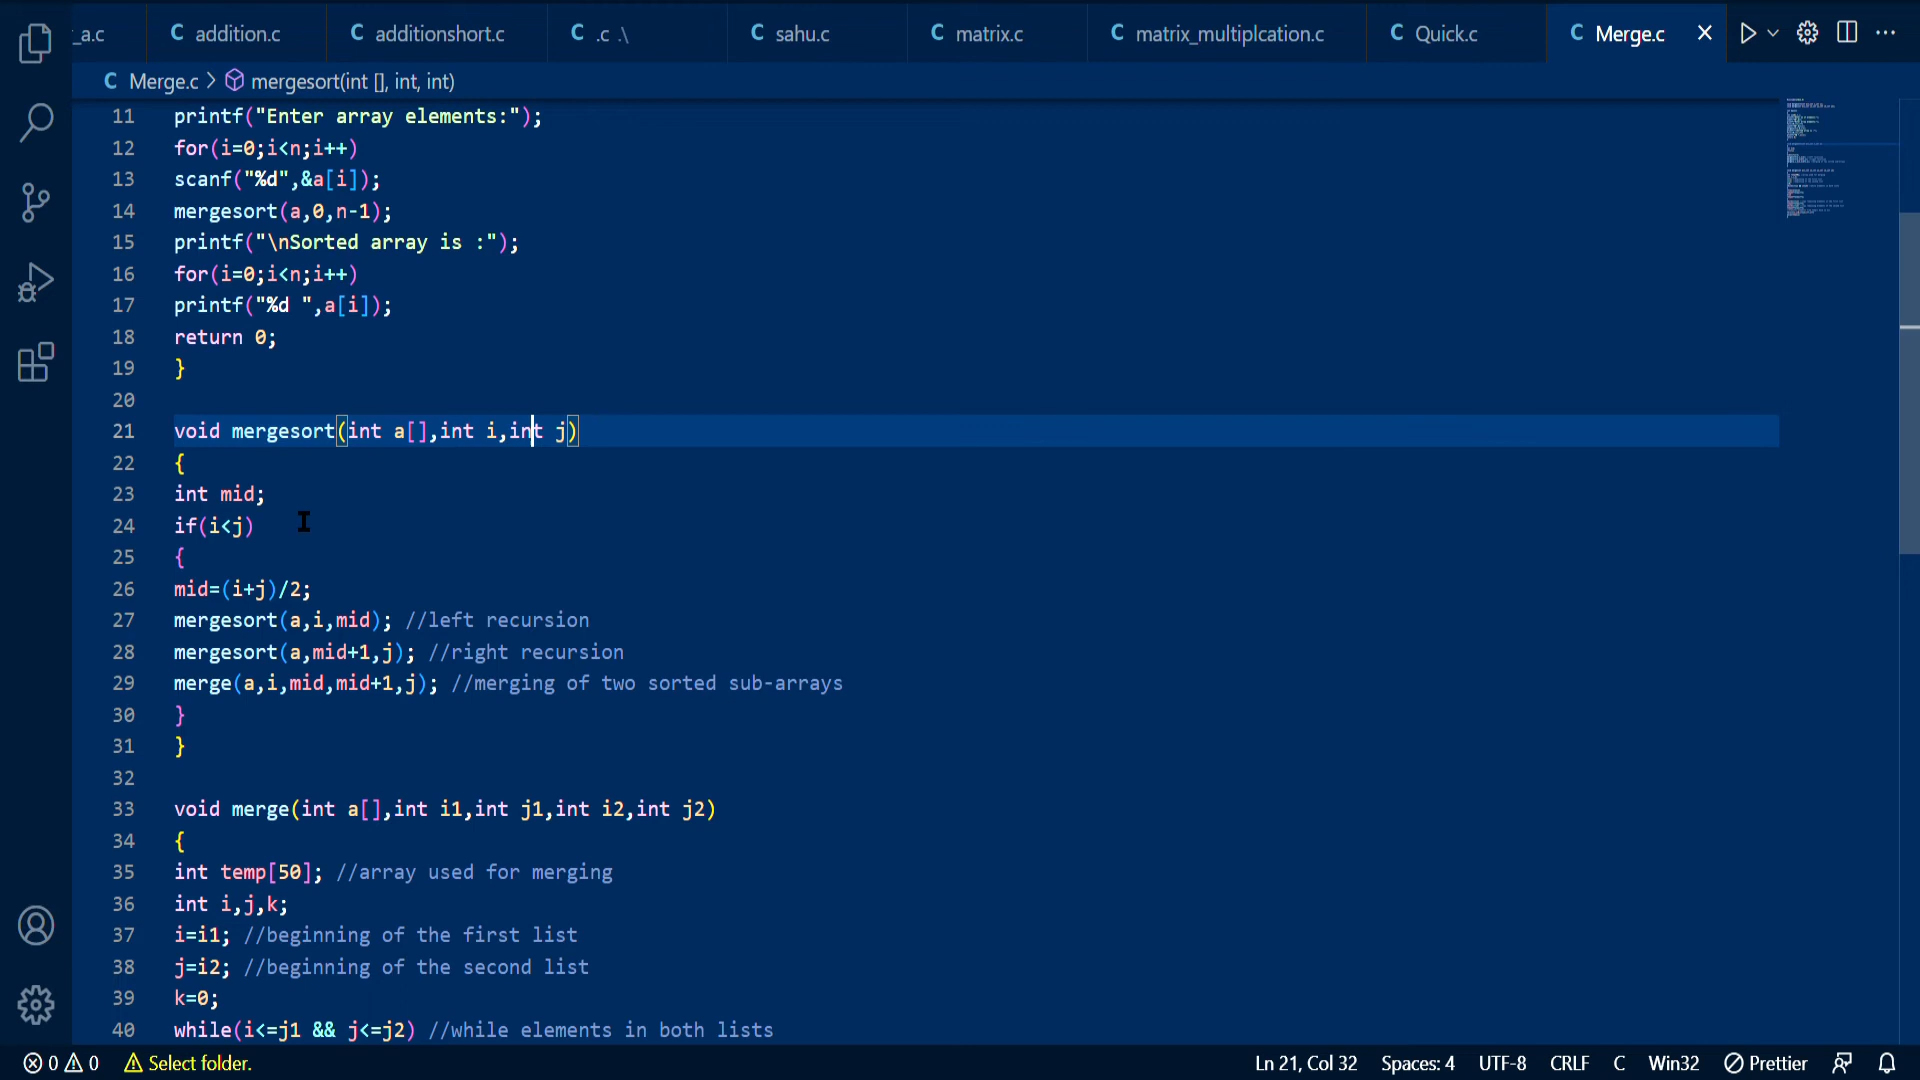 _a.c
C addition.c
C additionshort.c
C .c .\
C sahu.c
C matrix.c
C matrix_multiplcation.c
C Quick.c
C Merge.c
C Merge.c > mergesort(int [], int, int)
11 printf("Enter array elements:");
12 for(i=0;i<n;i++)
13 scanf("%d",&a[i]);
14 mergesort(a,0,n-1);
15 printf("\nSorted array is :");
16 for(i=0;i<n;i++)
17 printf("%d ",a[i]);
18 return 0;
19 }
20
21 void mergesort(int a[],int i,int j)
22 {
23 int mid;
24 if(i<j)
25 {
26 mid=(i+j)/2;
27 mergesort(a,i,mid); //left recursion
28 mergesort(a,mid+1,j); //right recursion
29 merge(a,i,mid,mid+1,j); //merging of two sorted sub-arrays
30 }
31 }
32
33 void merge(int a[],int i1,int j1,int i2,int j2)
34 {
35 int temp[50]; //array used for merging
36 int i,j,k;
37 i=i1; //beginning of the first list
38 j=i2; //beginning of the second list
39 k=0;
40 while(i<=j1 && j<=j2) //while elements in both lists
0 0 Select folder. Ln 21, Col 32 Spaces: 4 UTF-8 CRLF C Win32 Prettier